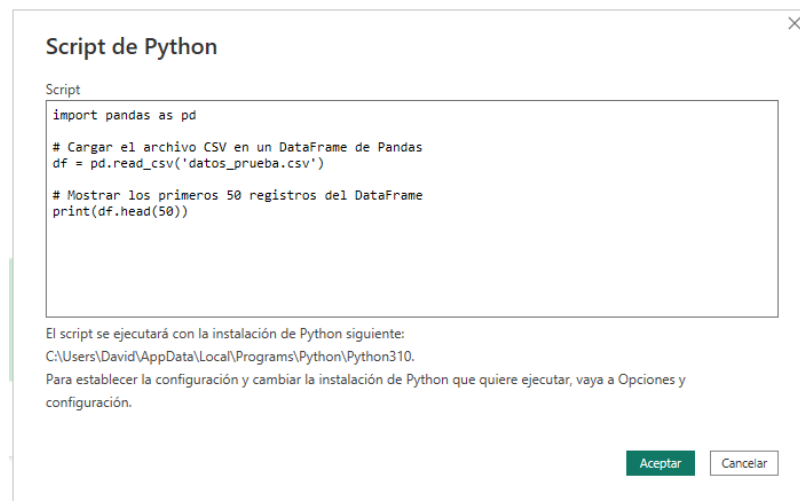 Script de Python
Script
import pandas as pd
# Cargar el archivo CSV en un DataFrame de Pandas
df = pd.read_csv('datos_prueba.csv')
# Mostrar los primeros 50 registros del DataFrame
print(df.head(50))
El script se ejecutará con la instalación de Python siguiente:
C:\Users\David\AppData\Local\Programs\Python\Python310.
Para establecer la configuración y cambiar la instalación de Python que quiere ejecutar, vaya a Opciones y
configuración.
Aceptar
Cancelar